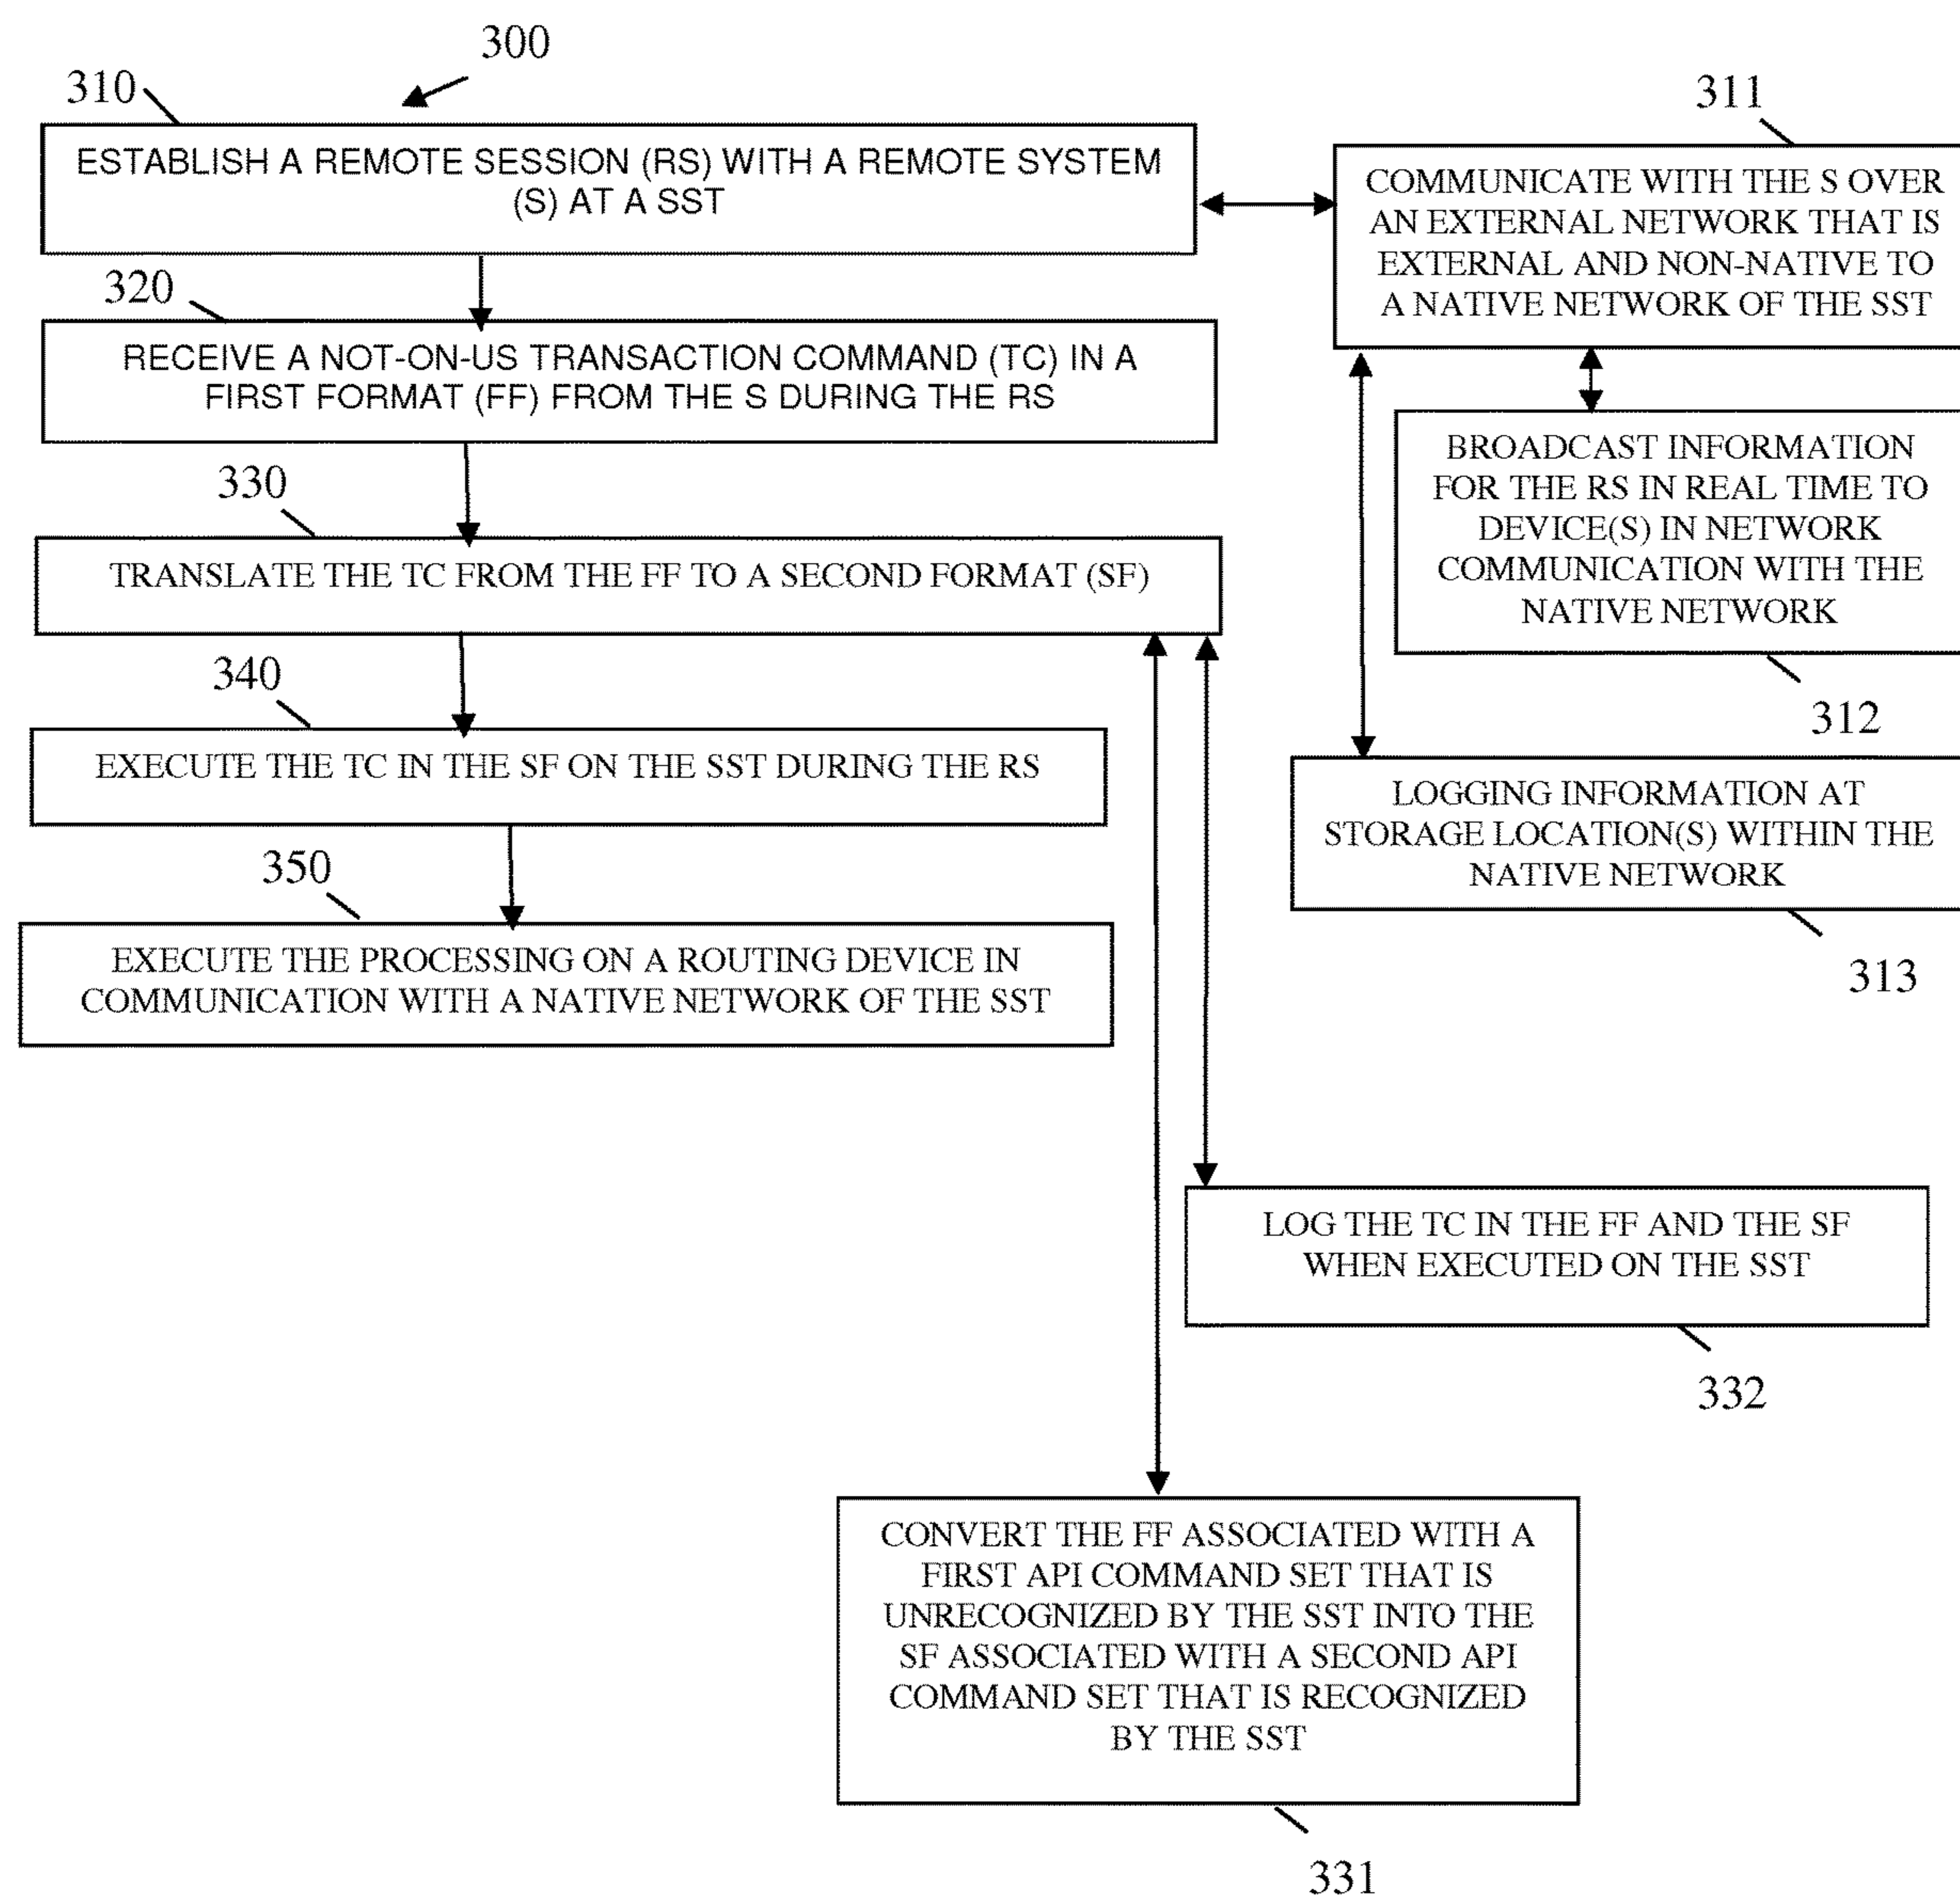 300
310
ESTABLISH A REMOTE SESSION (RS) WITH A REMOTE SYSTEM
(S) AT A SST
311
COMMUNICATE WITH THE S OVER
AN EXTERNAL NETWORK THAT IS
EXTERNAL AND NON-NATIVE TO
A NATIVE NETWORK OF THE SST
320
RECEIVE A NOT-ON-US TRANSACTION COMMAND (TC) IN A
FIRST FORMAT (FF) FROM THE S DURING THE RS
BROADCAST INFORMATION
FOR THE RS IN REAL TIME TO
DEVICE(S) IN NETWORK
COMMUNICATION WITH THE
NATIVE NETWORK
312
330
TRANSLATE THE TC FROM THE FF TO A SECOND FORMAT (SF)
340
EXECUTE THE TC IN THE SF ON THE SST DURING THE RS
LOGGING INFORMATION AT
STORAGE LOCATION(S) WITHIN THE
NATIVE NETWORK
313
350
EXECUTE THE PROCESSING ON A ROUTING DEVICE IN
COMMUNICATION WITH A NATIVE NETWORK OF THE SST
LOG THE TC IN THE FF AND THE SF
WHEN EXECUTED ON THE SST
332
CONVERT THE FF ASSOCIATED WITH A
FIRST API COMMAND SET THAT IS
UNRECOGNIZED BY THE SST INTO THE
SF ASSOCIATED WITH A SECOND API
COMMAND SET THAT IS RECOGNIZED
BY THE SST
331